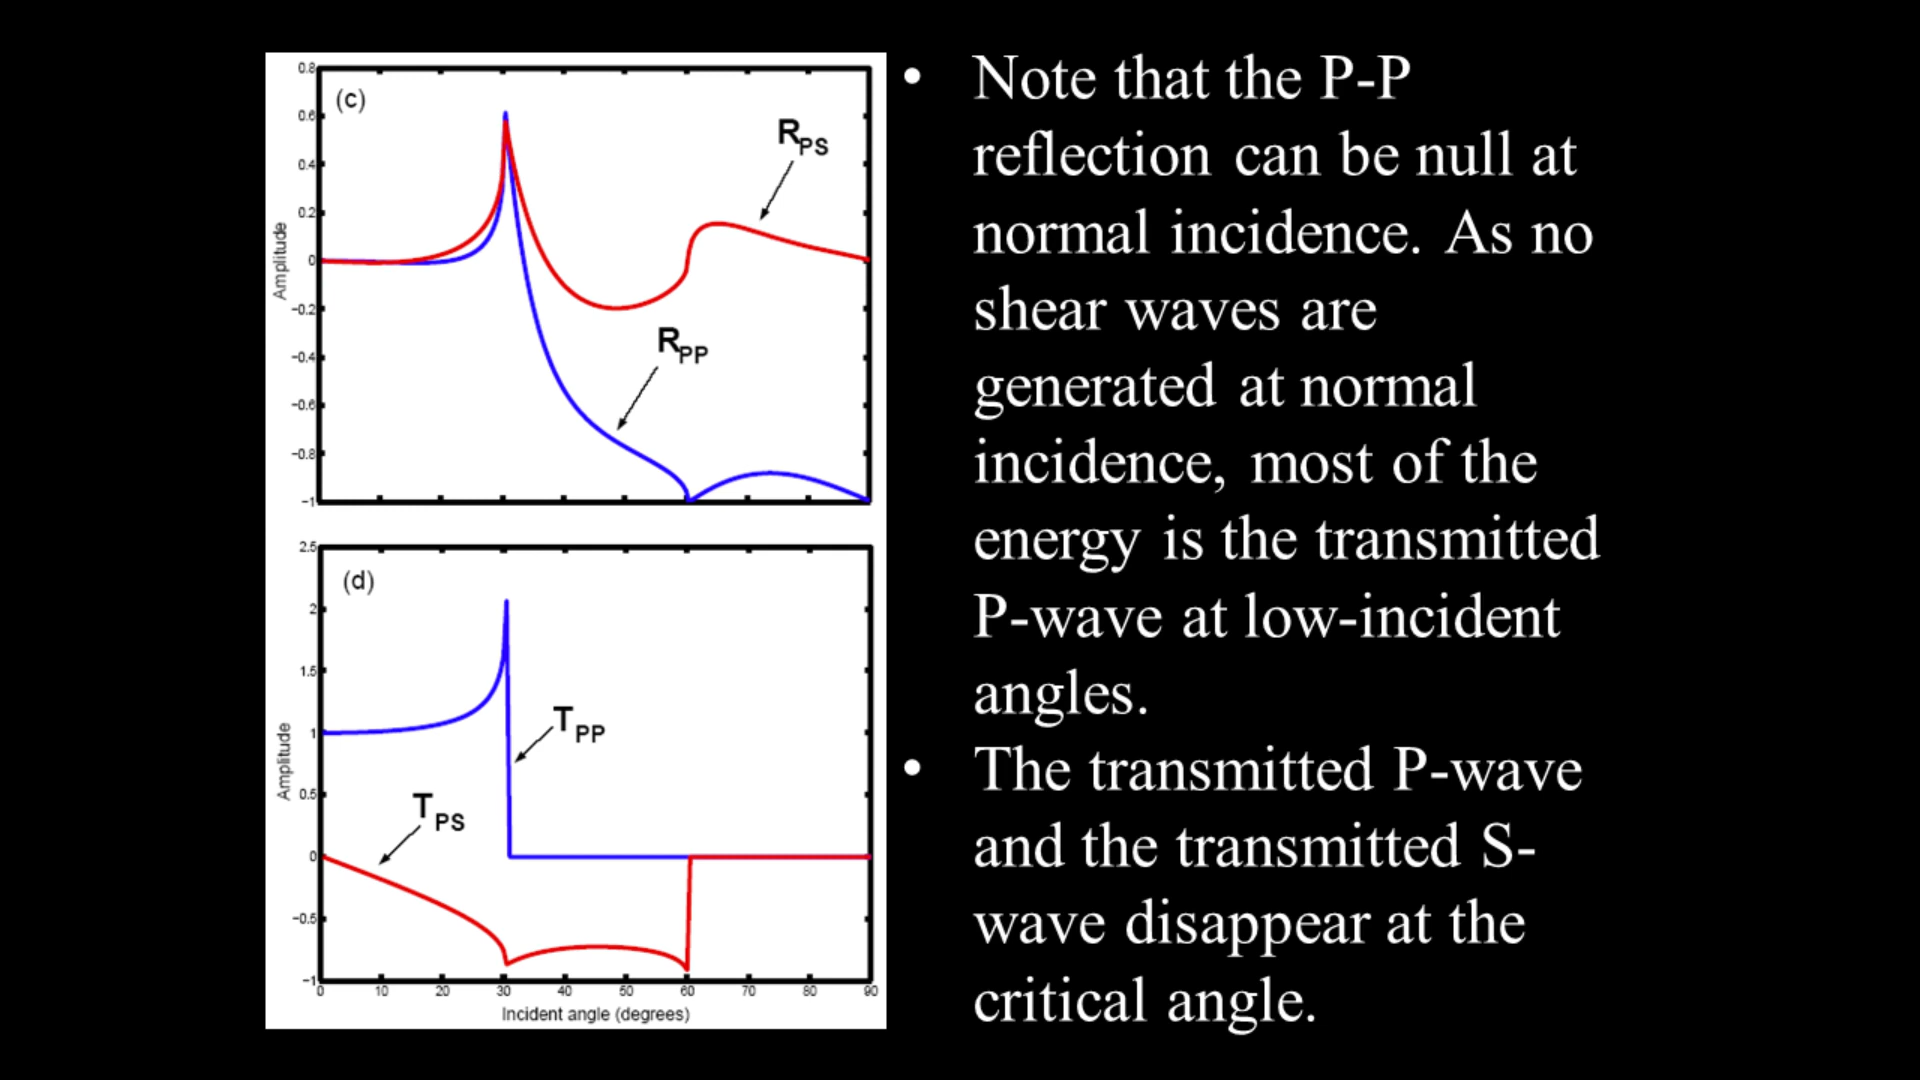 0.8
(c)
0.6
0.4
0.2
0
−0.2
−0.4
−0.6
−0.8
−1
Amplitude
RPS
RPP
2.5
(d)
2
1.5
1
0.5
0
−0.5
−1
Amplitude
TPP
TPS
0 10 20 30 40 50 60 70 80 90
Incident angle (degrees)
• Note that the P-P
reflection can be null at
normal incidence. As no
shear waves are
generated at normal
incidence, most of the
energy is the transmitted
P-wave at low-incident
angles.
• The transmitted P-wave
and the transmitted S-
wave disappear at the
critical angle.